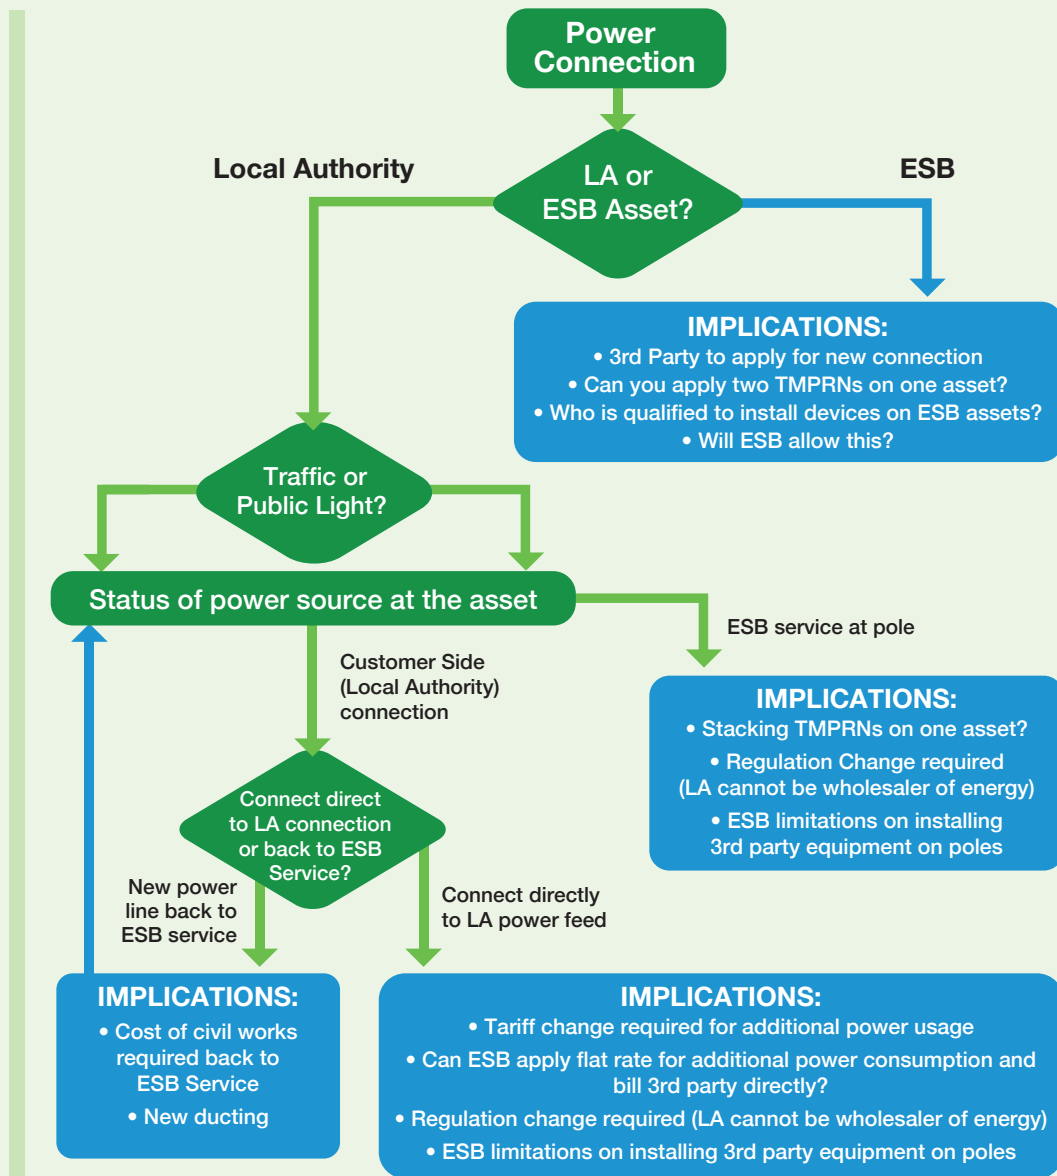 Power
Connection
Local Authority
LA or
ESB Asset?
ESB
IMPLICATIONS:
• 3rd Party to apply for new connection
• Can you apply two TMPRNs on one asset?
• Who is qualified to install devices on ESB assets?
• Will ESB allow this?
Traffic or
Public Light?
Status of power source at the asset
ESB service at pole
Customer Side
(Local Authority)
connection
IMPLICATIONS:
• Stacking TMPRNs on one asset?
• Regulation Change required
(LA cannot be wholesaler of energy)
• ESB limitations on installing
3rd party equipment on poles
Connect direct
to LA connection
or back to ESB
Service?
New power
line back to
ESB service
Connect directly
to LA power feed
IMPLICATIONS:
• Cost of civil works
required back to
ESB Service
• New ducting
IMPLICATIONS:
• Tariff change required for additional power usage
• Can ESB apply flat rate for additional power consumption and
bill 3rd party directly?
• Regulation change required (LA cannot be wholesaler of energy)
• ESB limitations on installing 3rd party equipment on poles